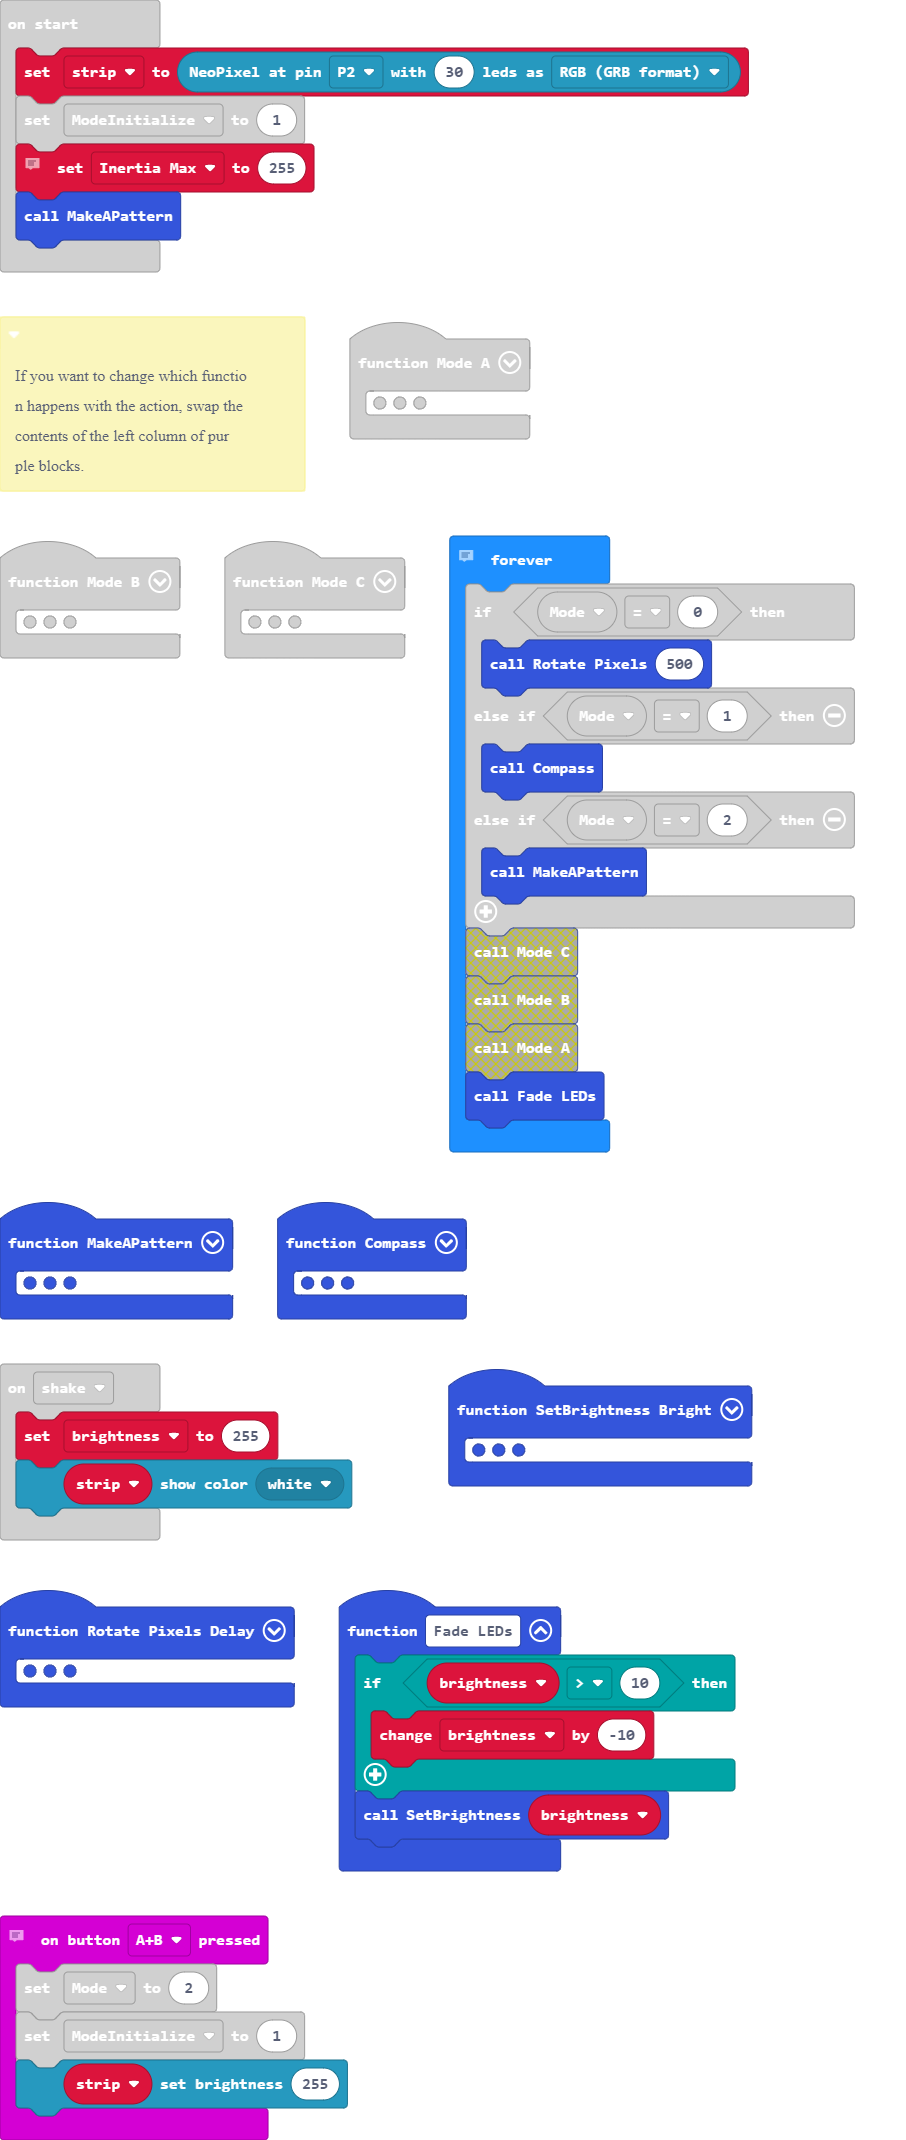 on start
set strip to NeoPixel at pin P2 with 30 leds as RGB (GRB format)
set ModeInitialize to 1
set Inertia Max to 255
call MakeAPattern
If you want to change which functio
n happens with the action, swap the
contents of the left column of pur
ple blocks.
function Mode A
function Mode B
function Mode C
forever
if Mode = 0 then
call Rotate Pixels 500
else if Mode = 1 then
call Compass
else if Mode = 2 then
call MakeAPattern
call Mode C
call Mode B
call Mode A
call Fade LEDs
function MakeAPattern
function Compass
on shake
set brightness to 255
strip show color white
function SetBrightness Bright
function Rotate Pixels Delay
function Fade LEDs
if brightness > 10 then
change brightness by -10
call SetBrightness brightness
on button A+B pressed
set Mode to 2
set ModeInitialize to 1
strip set brightness 255